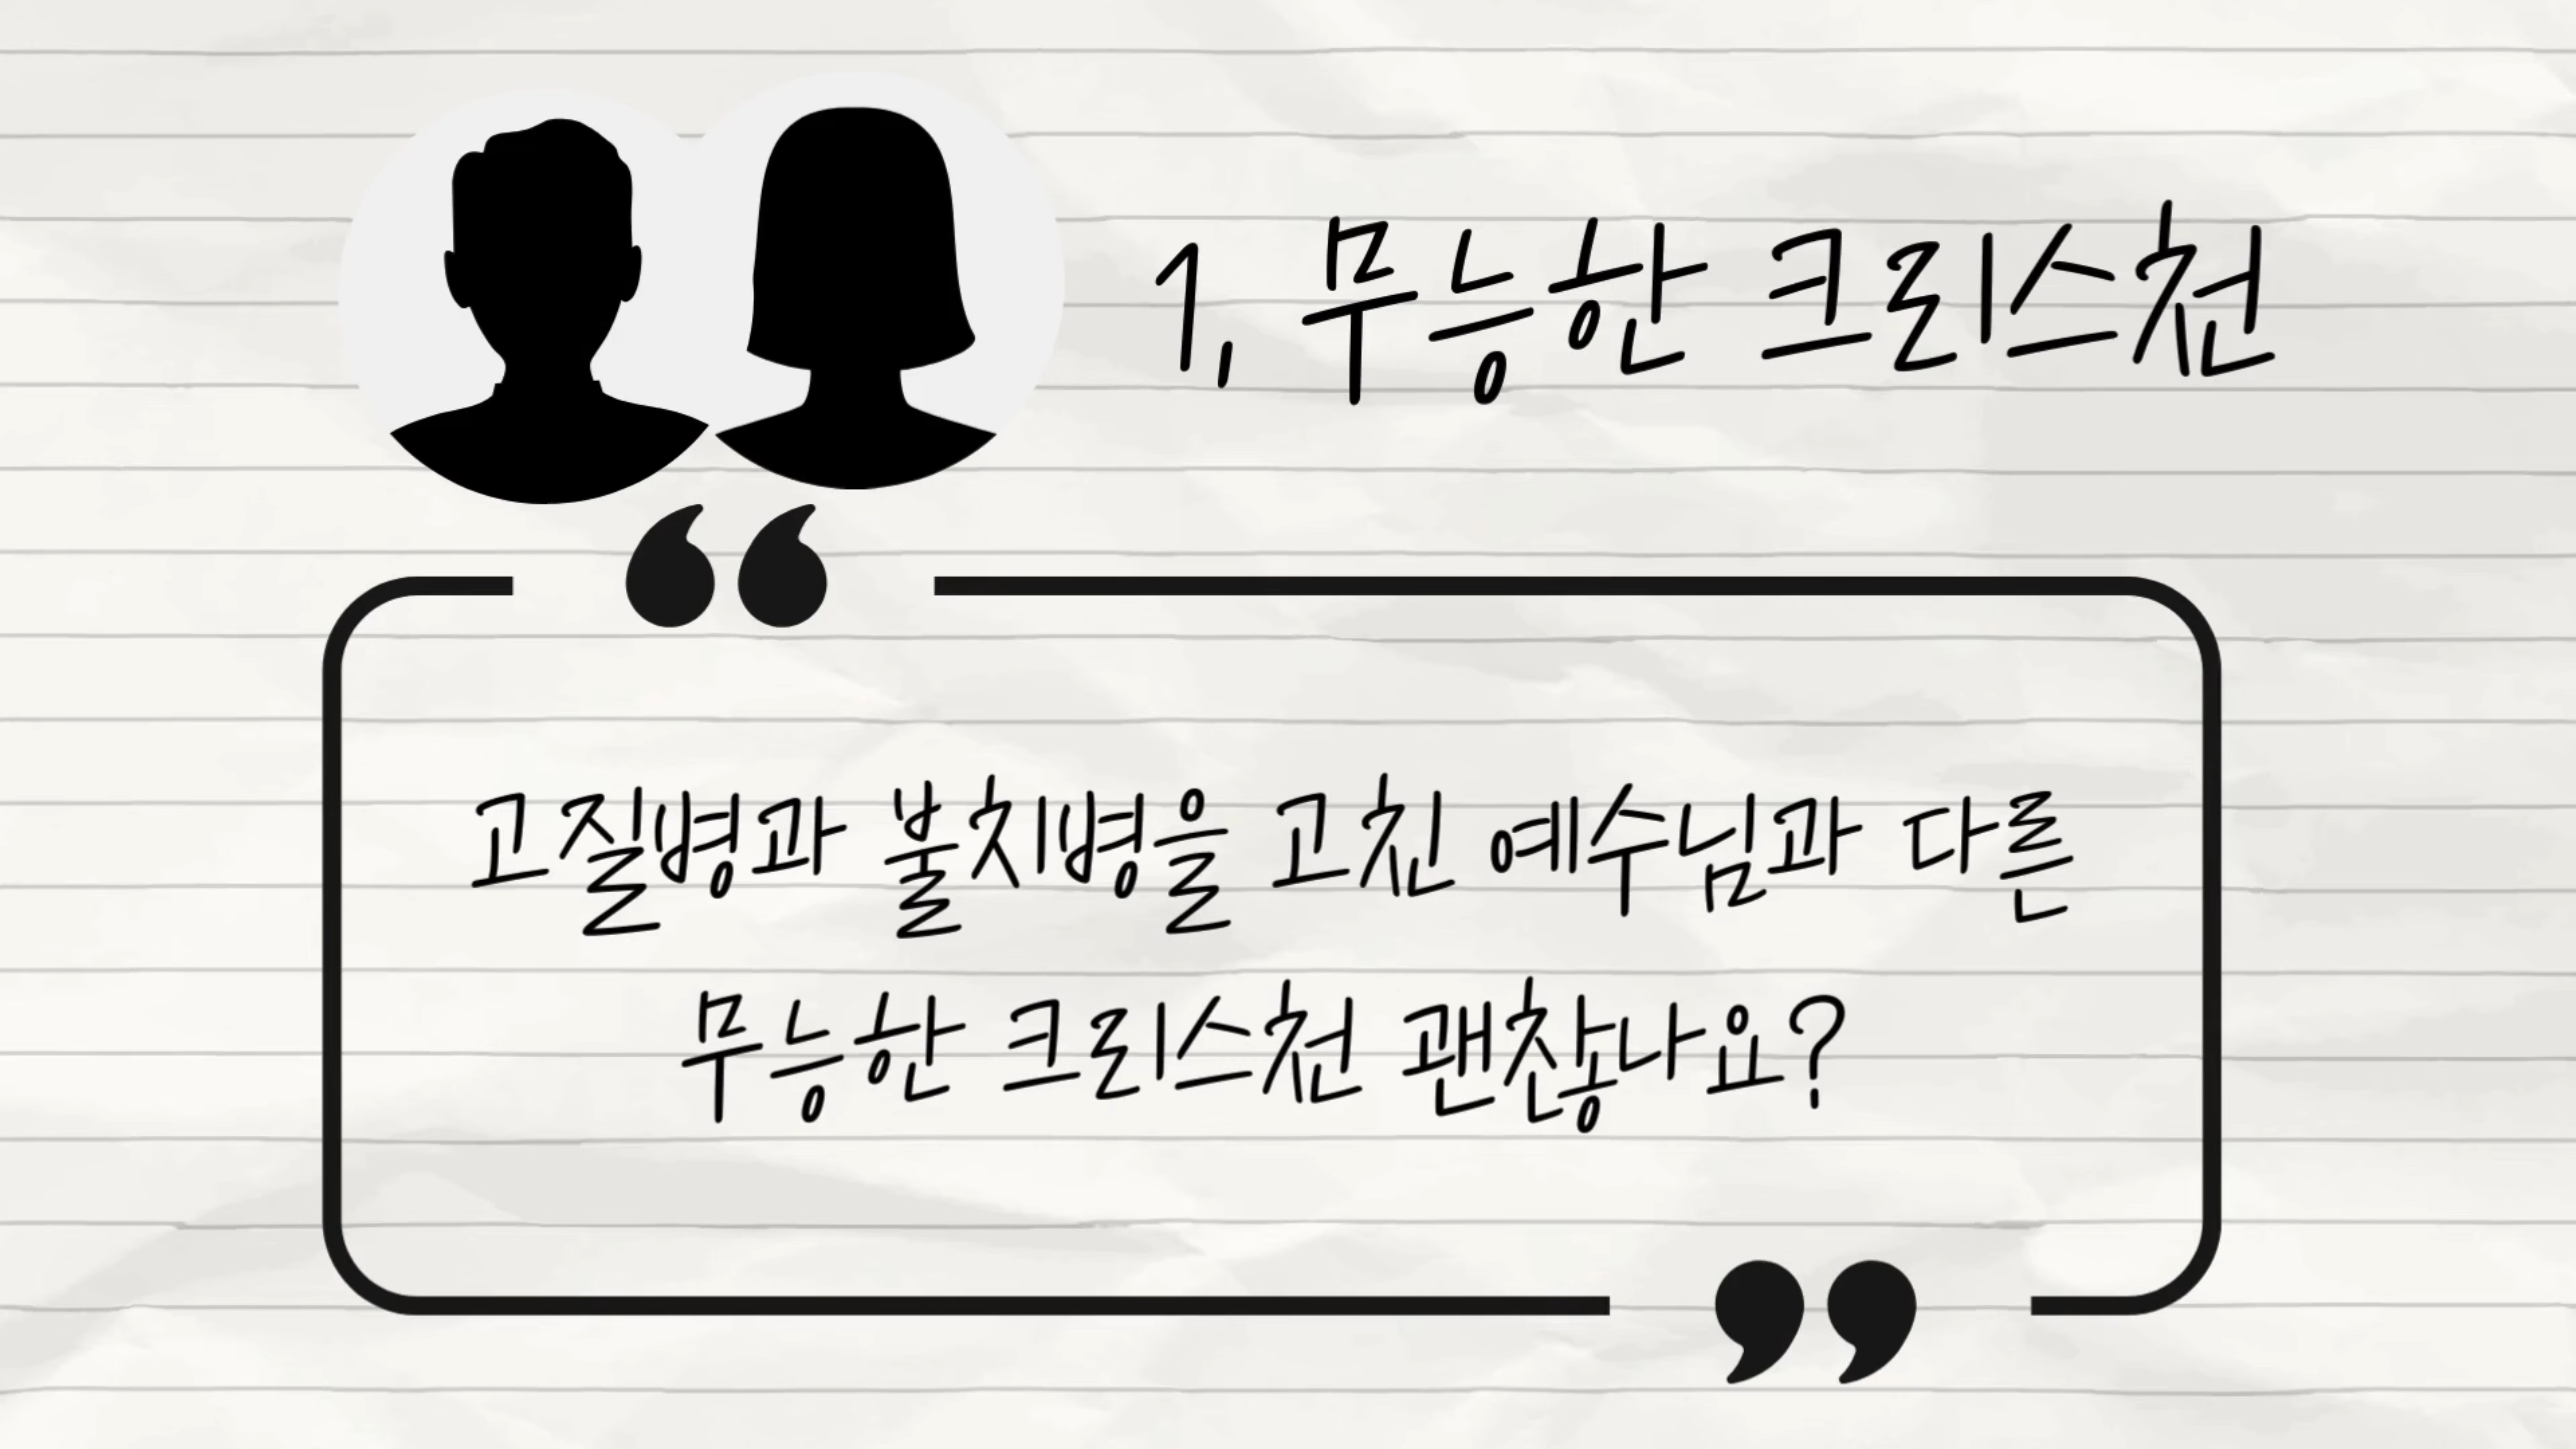 1, 무능한 크리스천
고질병과 불치병을 고친 예수님과 다른
무능한 크리스천 괜찮나요?